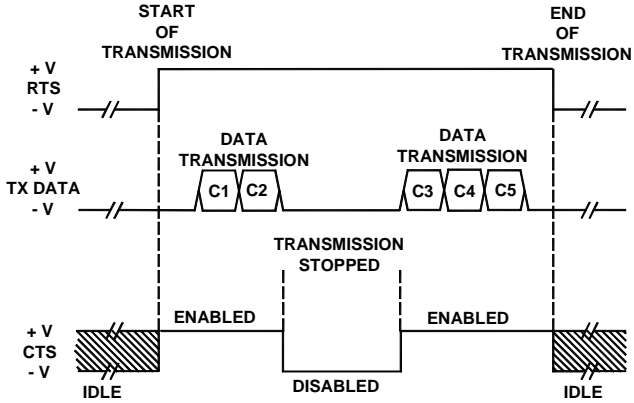 START
OF
TRANSMISSION
END
OF
TRANSMISSION
+ V
RTS
- V
DATA
TRANSMISSION
DATA
TRANSMISSION
+ V
TX DATA
- V
C1 C2 C3 C4 C5
TRANSMISSION
STOPPED
+ V
CTS
- V
ENABLED
ENABLED
IDLE
DISABLED
IDLE